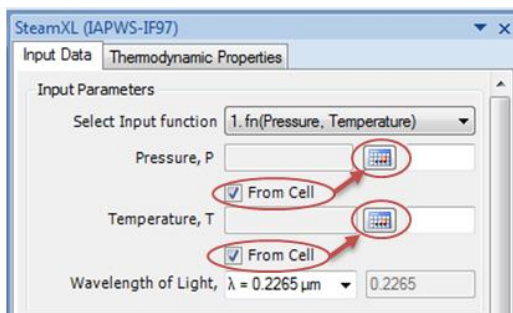 SteamXL (IAPWS-IF97)
Input Data Thermodynamic Properties
Input Parameters
Select Input function 1. fn(Pressure, Temperature)
Pressure, P
From Cell
Temperature, T
From Cell
Wavelength of Light, λ = 0.2265 μm 0.2265